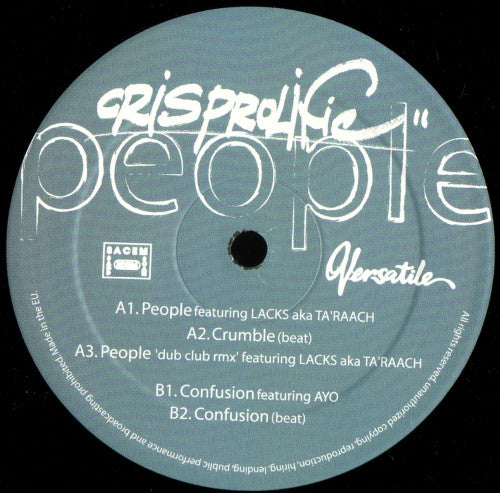 CRISPROLIFIC"
people
SACEM
Versatile
A1. People featuring LACKS aka TA'RAACH
A2. Crumble (beat)
A3. People 'dub club rmx' featuring LACKS aka TA'RAACH
B1. Confusion featuring AYO
B2. Confusion (beat)
All rights reserved, unauthorized copying, reproduction, hiring, lending, public performance and broadcasting prohibited. Made in the EU.